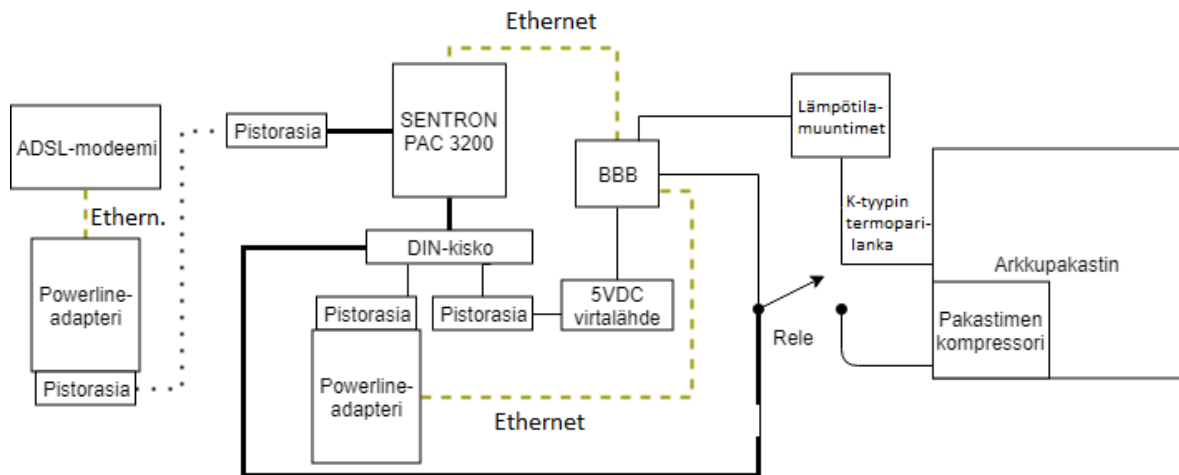 Ethernet
SENTRON
PAC 3200
Pistorasia
ADSL-modeemi
Ethern.
Powerline-
adapteri
Pistorasia
DIN-kisko
Pistorasia
Pistorasia
Powerline-
adapteri
5VDC
virtalähde
BBB
Ethernet
Lämpötila-
muuntimet
K-tyypin
termopari-
lanka
Rele
Arkkupakastin
Pakastimen
kompressori